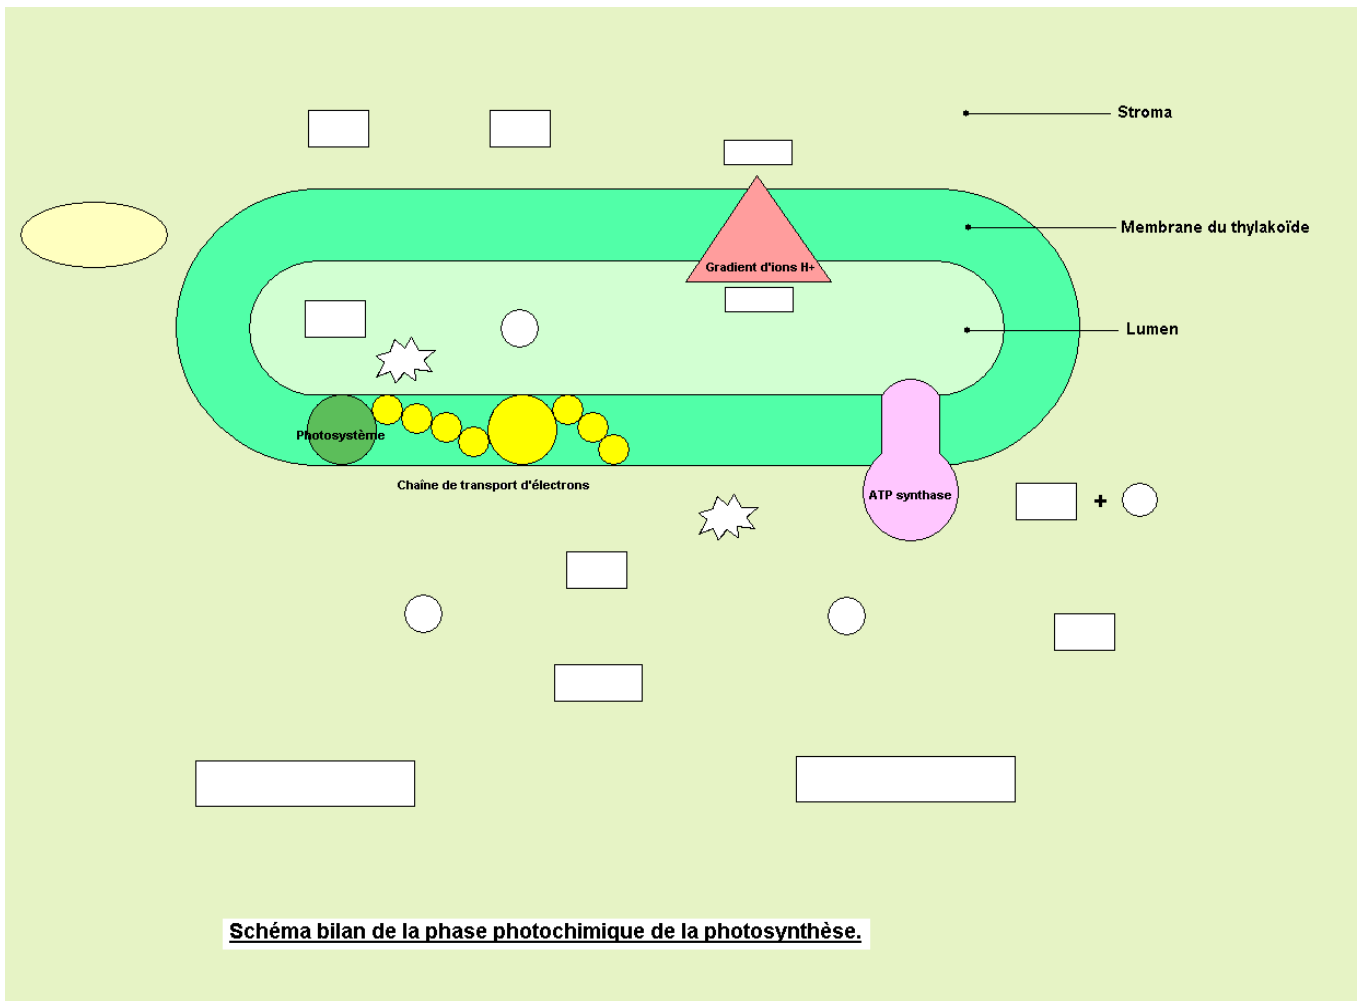 Stroma
Membrane du thylakoïde
Gradient d'ions H+
Lumen
Photosystème
Chaîne de transport d'électrons
ATP synthase
+
Schéma bilan de la phase photochimique de la photosynthèse.